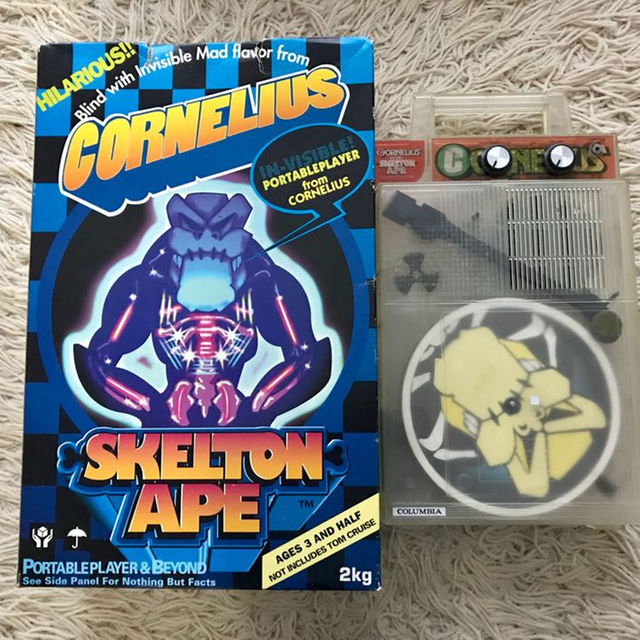 HILARIOUS!!
Blind with Invisible Mad flavor from
CORNELIUS
IN-VISIBLE!
PORTABLEPLAYER
from
CORNELIUS
SKELTON
APE
TM
AGES 3 AND HALF
NOT INCLUDES TOM CRUISE
PORTABLEPLAYER & BEYOND
See Side Panel For Nothing But Facts
2kg
CORNELIUS
SKELTON
APE
CORNELIUS
COLUMBIA